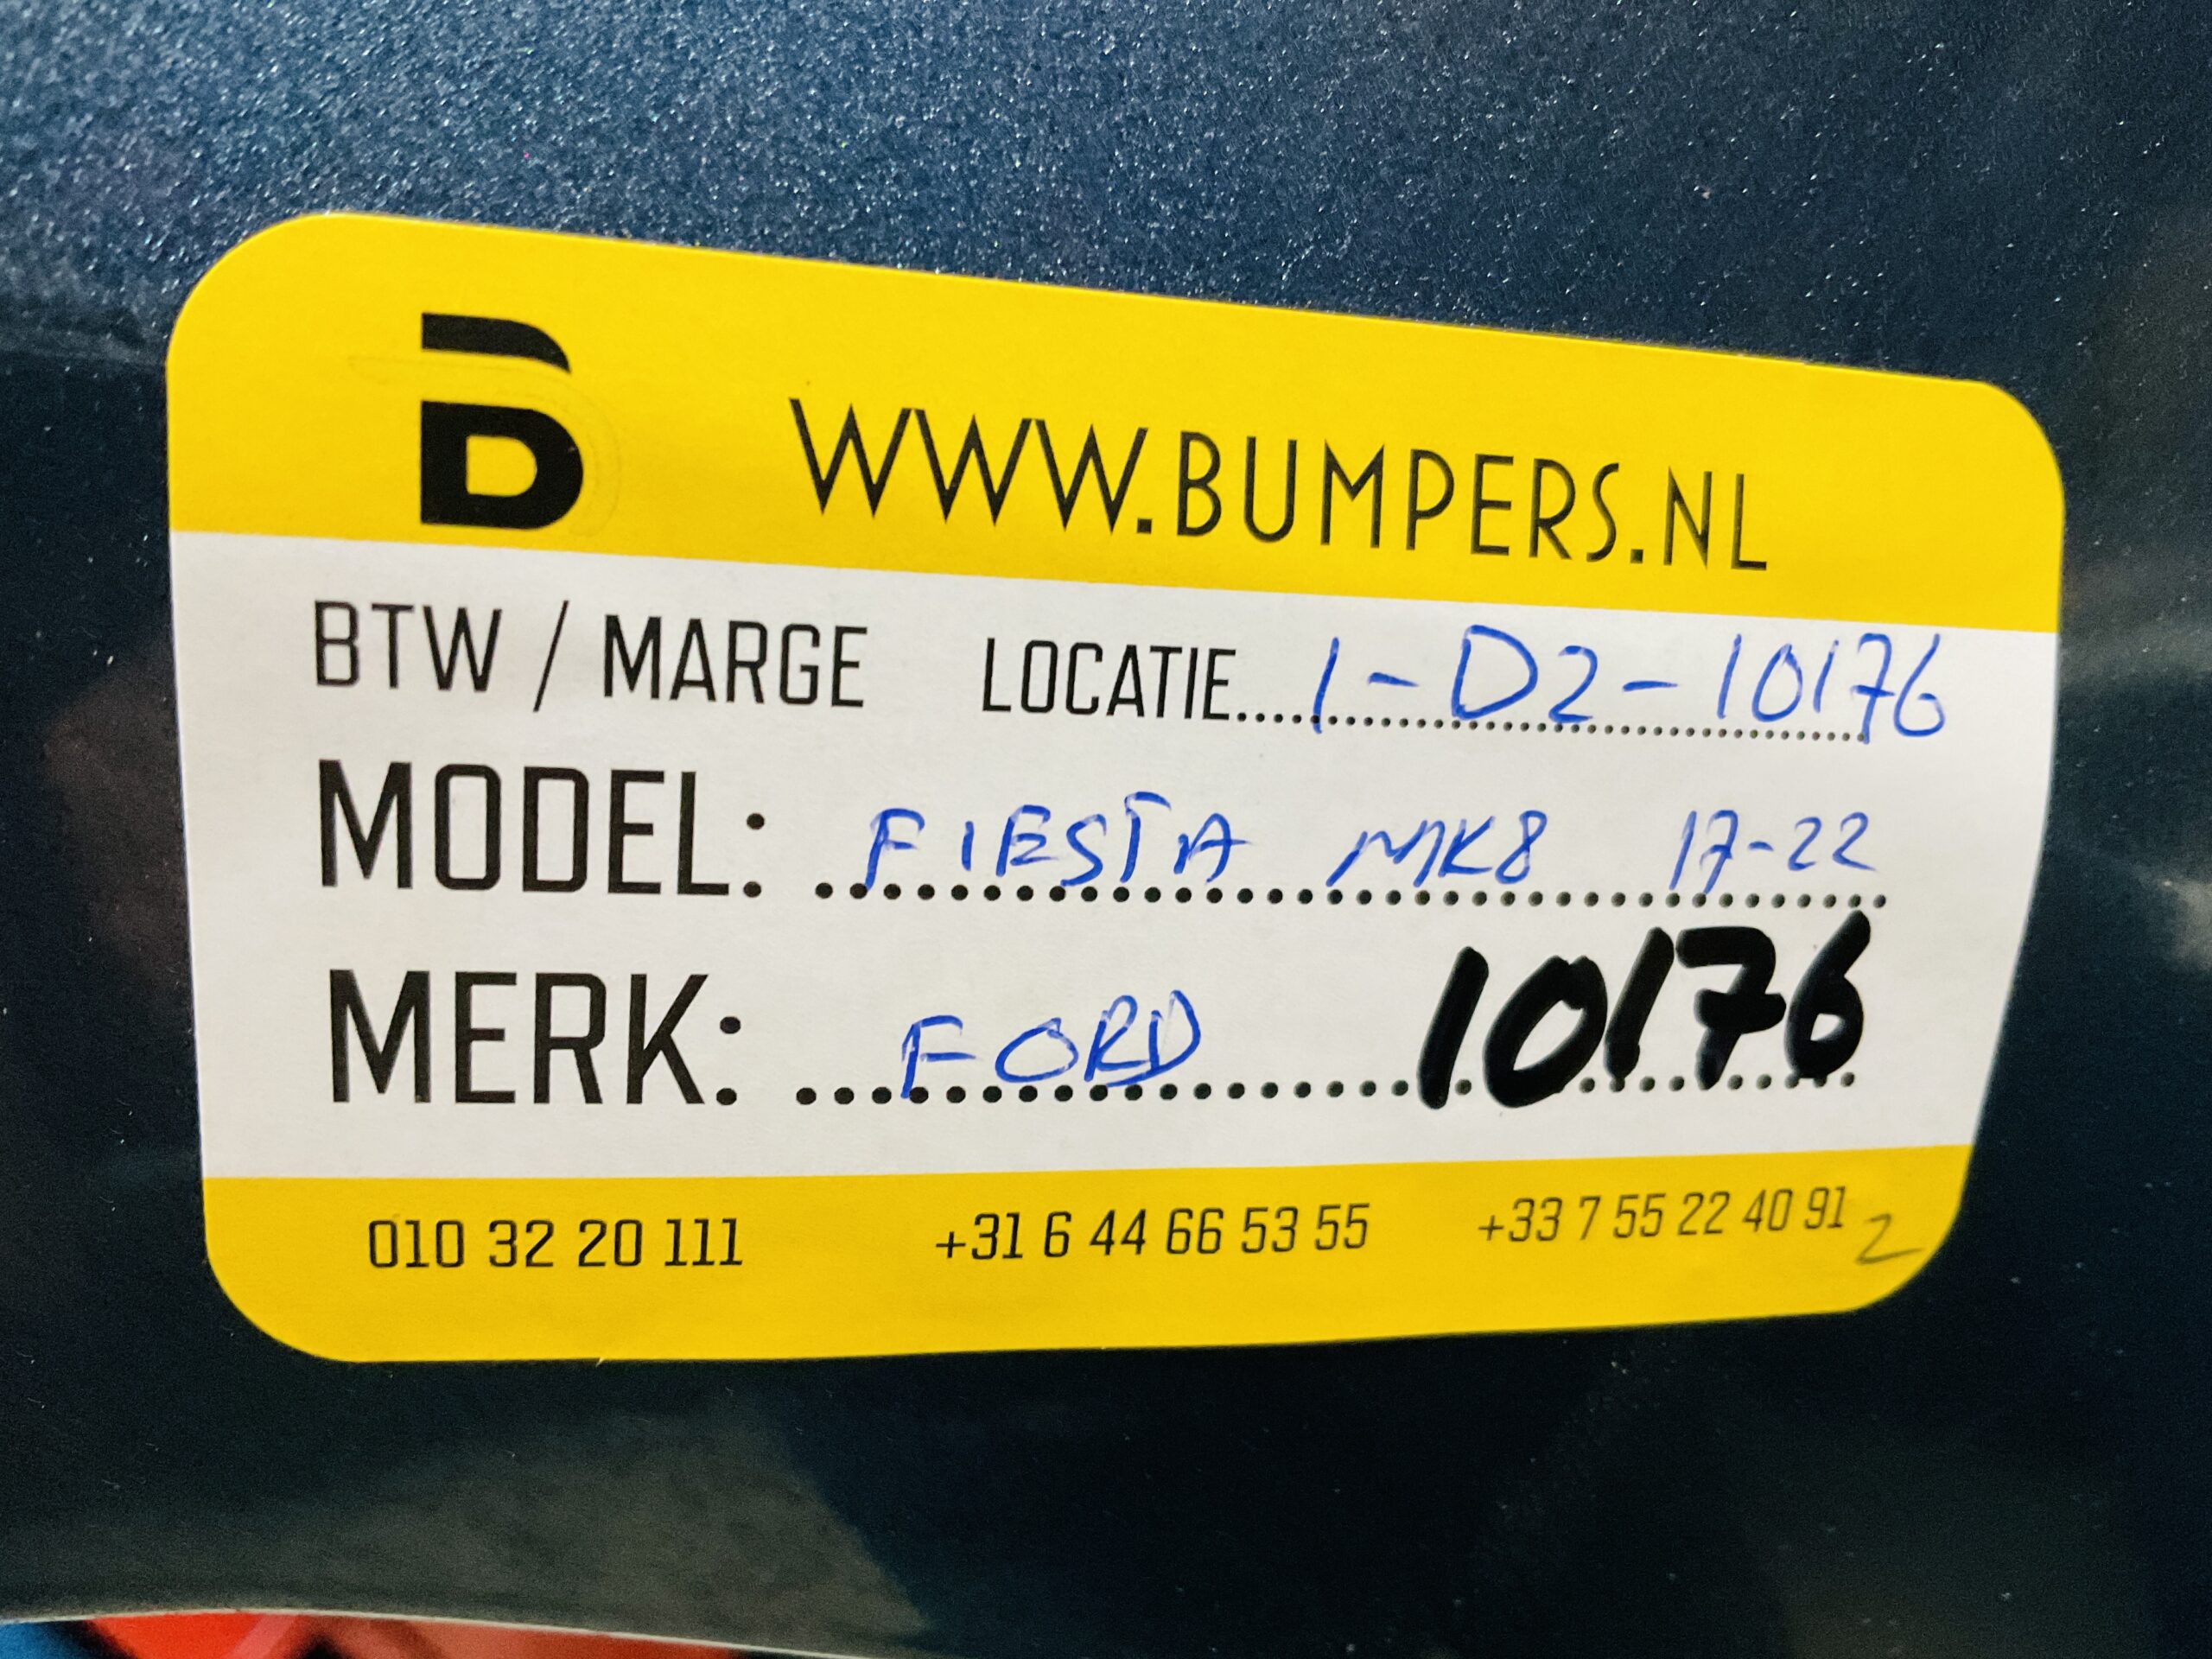 B WWW.BUMPERS.NL
BTW / MARGE LOCATIE..... 1-D2-10176
MODEL: FIESTA MK8 17-22
MERK: FORD 10176
010 32 20 111 +31 6 44 66 53 55 +33 7 55 22 40 91 2